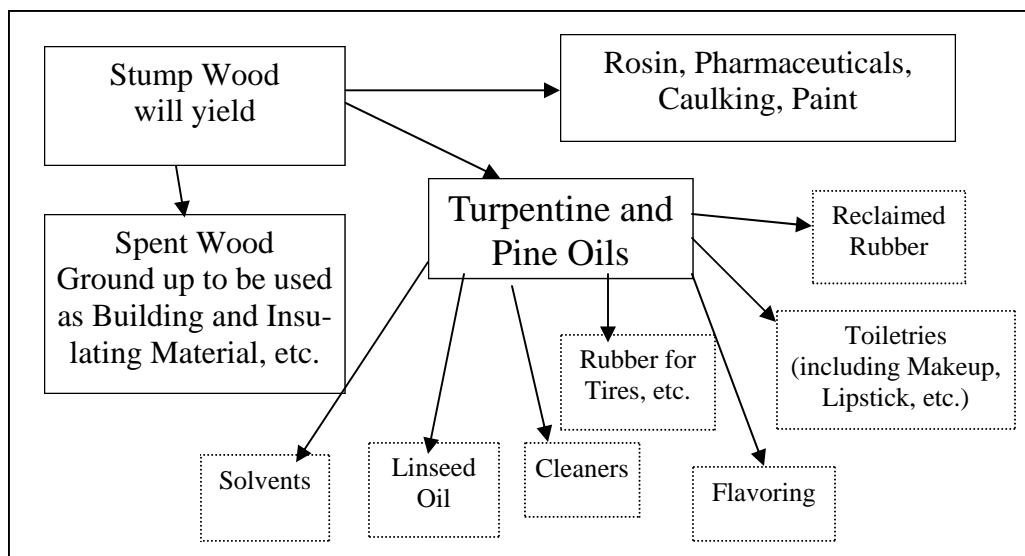 Stump Wood
will yield
Rosin, Pharmaceuticals,
Caulking, Paint
Spent Wood
Ground up to be used
as Building and Insu-
lating Material, etc.
Turpentine and
Pine Oils
Reclaimed
Rubber
Toiletries
(including Makeup,
Lipstick, etc.)
Rubber for
Tires, etc.
Solvents
Linseed
Oil
Cleaners
Flavoring